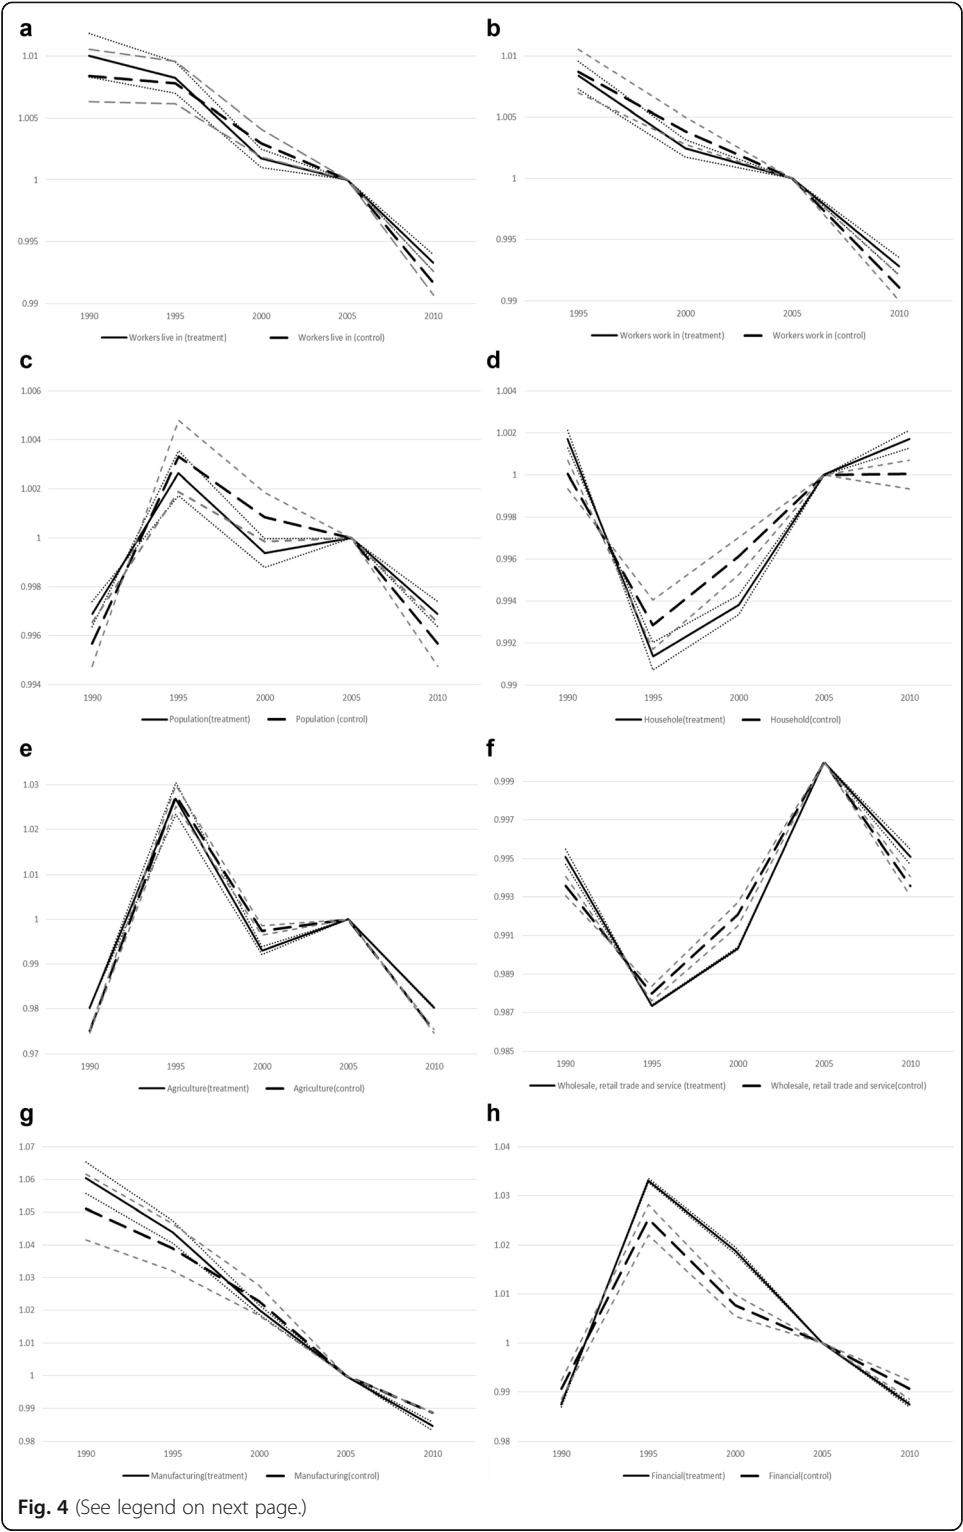 a
1.01
1.005
1
0.995
0.99
1990 1995 2000 2005 2010
Workers live in (treatment) Workers live in (control)
b
1.01
1.005
1
0.995
0.99
1995 2000 2005 2010
Workers work in (treatment) Workers work in (control)
c
1.006
1.004
1.002
1
0.998
0.996
0.994
1990 1995 2000 2005 2010
Population(treatment) Population (control)
d
1.004
1.002
1
0.998
0.996
0.994
0.992
0.99
1990 1995 2000 2005 2010
Househole(treatment) Household(control)
e
1.03
1.02
1.01
1
0.99
0.98
0.97
1990 1995 2000 2005 2010
Agriculture(treatment) Agriculture(control)
f
0.999
0.997
0.995
0.993
0.991
0.989
0.987
0.985
1990 1995 2000 2005 2010
Wholesale, retail trade and service (treatment) Wholesale, retail trade and service(control)
g
1.07
1.06
1.05
1.04
1.03
1.02
1.01
1
0.99
0.98
1990 1995 2000 2005 2010
Manufacturing(treatment) Manufacturing(control)
h
1.04
1.03
1.02
1.01
1
0.99
0.98
1990 1995 2000 2005 2010
Financial(treatment) Financial(control)
Fig. 4 (See legend on next page.)